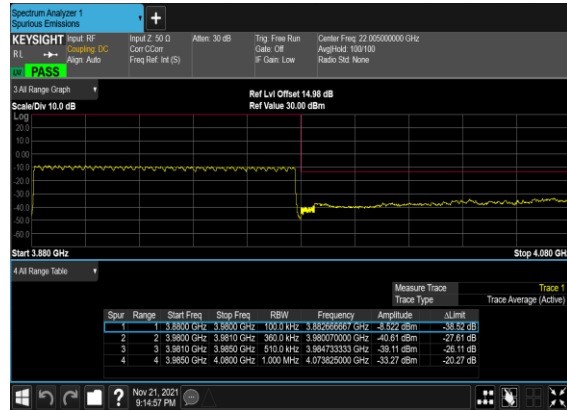 Spectrum Analyzer 1
Spurious Emissions
+
KEYSIGHT Input: RF Input Z: 50 Ω Atten: 30 dB Trig: Free Run Center Freq: 22.005000000 GHz
RL Coupling: DC Corr CCorr Gate: Off Avg|Hold: 100/100
Align: Auto Freq Ref: Int (S) IF Gain: Low Radio Std: None
PASS
3 All Range Graph
Ref Lvl Offset 14.98 dB
Scale/Div 10.0 dB Ref Value 30.00 dBm
Log
20.0
10.0
0.00
-10.0
-20.0
-30.0
-40.0
-50.0
-60.0
Start 3.880 GHz Stop 4.080 GHz
4 All Range Table
Measure Trace Trace 1
Trace Type Trace Average (Active)
Spur Range Start Freq Stop Freq RBW Frequency Amplitude ΔLimit
1 1 3.8800 GHz 3.9800 GHz 100.0 kHz 3.882666667 GHz -8.522 dBm -38.52 dB
2 2 3.9800 GHz 3.9810 GHz 360.0 kHz 3.980070000 GHz -40.61 dBm -27.61 dB
3 3 3.9810 GHz 3.9850 GHz 510.0 kHz 3.984733333 GHz -39.11 dBm -26.11 dB
4 4 3.9850 GHz 4.0800 GHz 1.000 MHz 4.073825000 GHz -33.27 dBm -20.27 dB
? Nov 21, 2021
9:14:57 PM